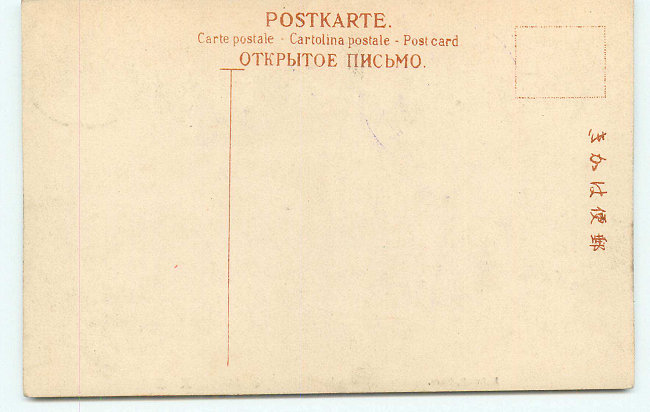 POSTKARTE.
Carte postale - Cartolina postale - Post card
ОТКРЫТОЕ ПИСЬМО.
郵便はかき